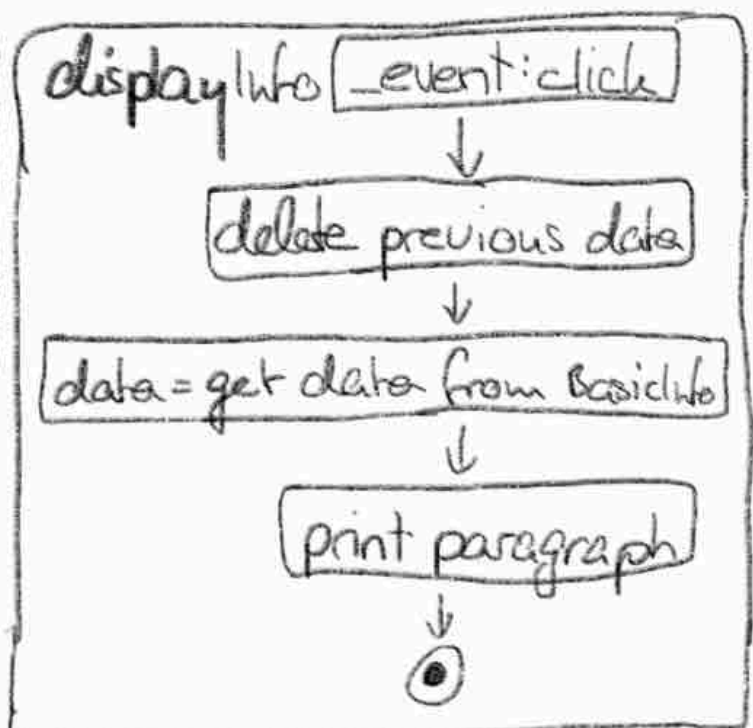 displayInfo _event:click
delete previous data
data = get data from BasicInfo
print paragraph